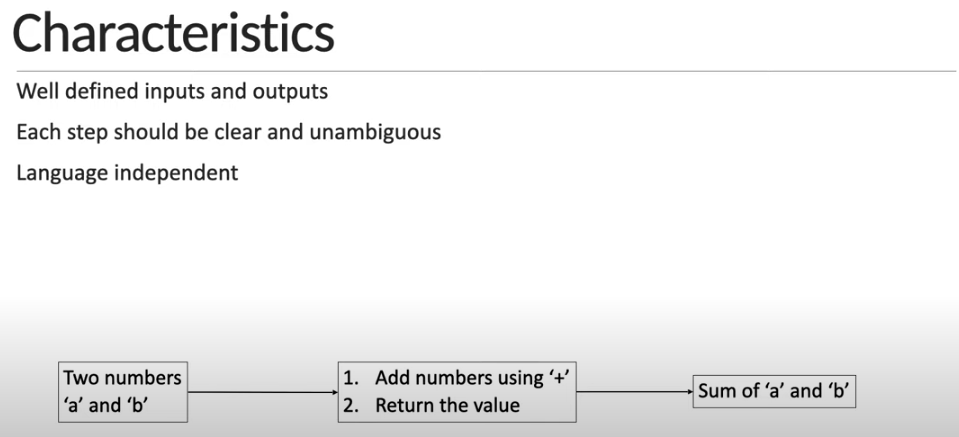 Characteristics
Well defined inputs and outputs
Each step should be clear and unambiguous
Language independent
Two numbers
‘a’ and ‘b’
1. Add numbers using ‘+’
2. Return the value
Sum of ‘a’ and ‘b’